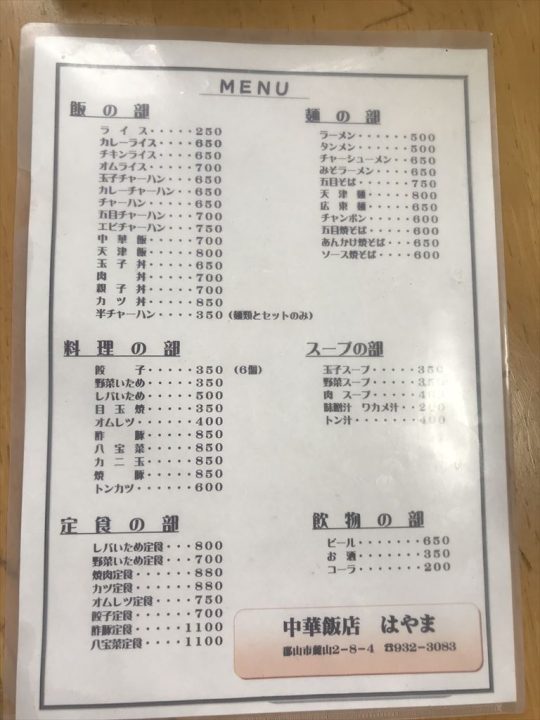 MENU
飯の部
ライス・・・・・250
カレーライス・・・・650
チキンライス・・・・650
オムライス・・・・700
玉子チャーハン・・・650
カレーチャーハン・・650
チャーハン・・・・・650
五目チャーハン・・・700
エビチャーハン・・・750
中華飯・・・・・700
天津飯・・・・・800
玉子丼・・・・・650
肉丼・・・・・700
親子丼・・・・・700
カツ丼・・・・・850
半チャーハン・・・・350 (麺類とセットのみ)
麺の部
ラーメン・・・・・・500
タンメン・・・・・・500
チャーシューメン・・650
みそラーメン・・・・650
五目そば・・・・・・750
天津麺・・・・・800
広東麺・・・・・650
チャンポン・・・・・600
五目焼そば・・・・・600
あんかけ焼そば・・・650
ソース焼そば・・・・600
料理の部
餃子・・・・・350 (6個)
野菜いため・・・・・350
レバいため・・・・・500
目玉焼・・・・・350
オムレツ・・・・・・400
酢豚・・・・・850
八宝菜・・・・・850
カニ玉・・・・・850
焼豚・・・・・850
トンカツ・・・・・・600
スープの部
玉子スープ・・・・・350
野菜スープ・・・・・350
肉 スープ・・・・・400
味噌汁 ワカメ汁・・・200
トン汁・・・・・・・400
定食の部
レバいため定食・・・800
野菜いため定食・・・700
焼肉定食・・・・・・880
カツ定食・・・・・・880
オムレツ定食・・・・750
餃子定食・・・・・・700
酢豚定食・・・・・1100
八宝菜定食・・・・1100
飲物の部
ビール・・・・・650
お酒・・・・・350
コーラ・・・・・200
中華飯店 はやま
郡山市麓山2-8-4 ☎932-3083